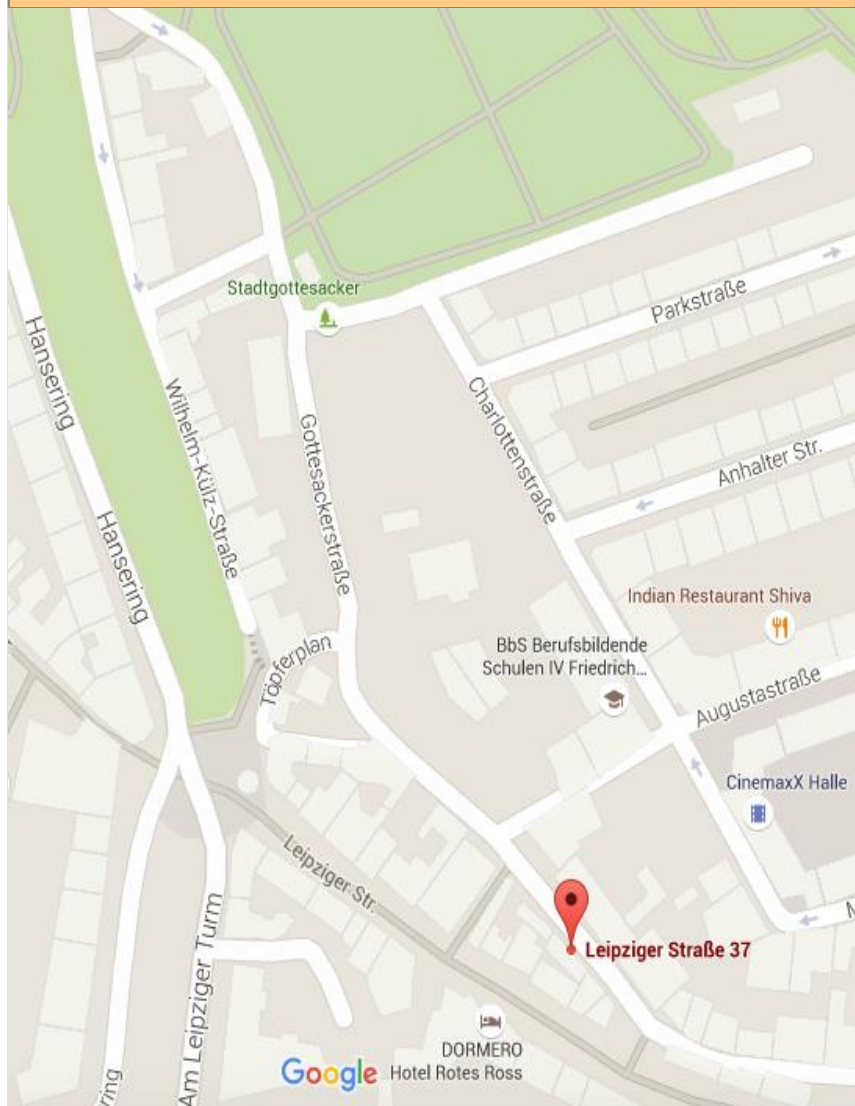 Stadtgottesacker
Parkstraße
Hansering
Wilhelm-Külz-Straße
Gottesackerstraße
Charlottenstraße
Anhalter Str.
Hansering
Indian Restaurant Shiva
BbS Berufsbildende
Schulen IV Friedrich...
Töpferplan
Augustastraße
CinemaxX Halle
Leipziger Str.
Leipziger Straße 37
Am Leipziger Turm
DORMERO
Hotel Rotes Ross
Google